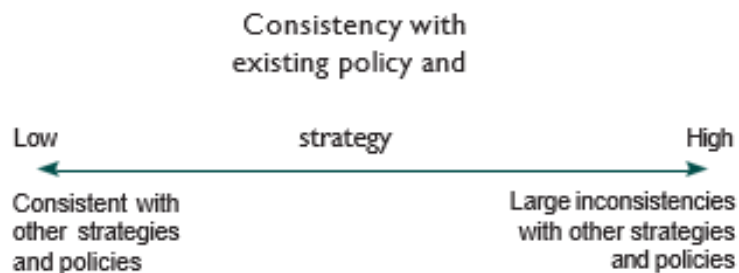 Consistency with
existing policy and
Low strategy High
Consistent with
other strategies
and policies
Large inconsistencies
with other strategies
and policies